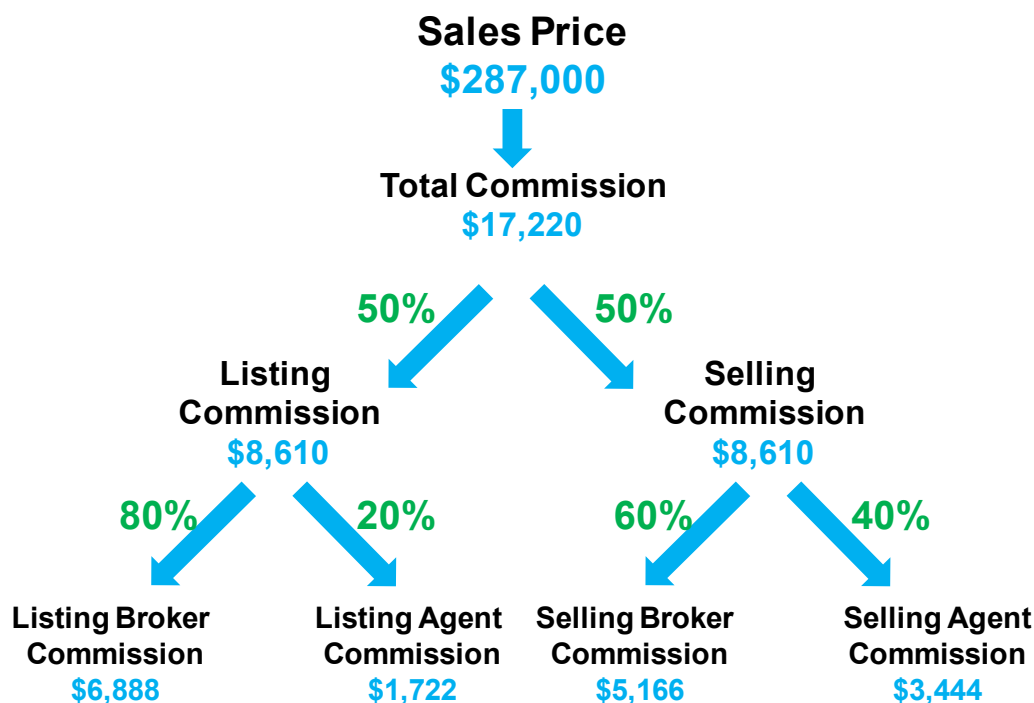 Sales Price
$287,000
Total Commission
$17,220
50%
50%
Listing
Commission
$8,610
Selling
Commission
$8,610
80%
20%
60%
40%
Listing Broker
Commission
$6,888
Listing Agent
Commission
$1,722
Selling Broker
Commission
$5,166
Selling Agent
Commission
$3,444